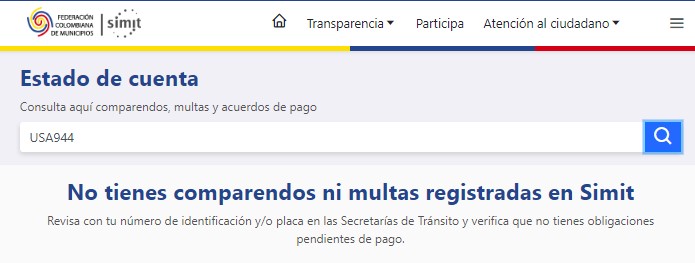 FEDERACIÓN
COLOMBIANA
DE MUNICIPIOS
simit
Transparencia
Participa
Atención al ciudadano
Estado de cuenta
Consulta aquí comparendos, multas y acuerdos de pago
USA944
No tienes comparendos ni multas registradas en Simit
Revisa con tu número de identificación y/o placa en las Secretarías de Tránsito y verifica que no tienes obligaciones
pendientes de pago.